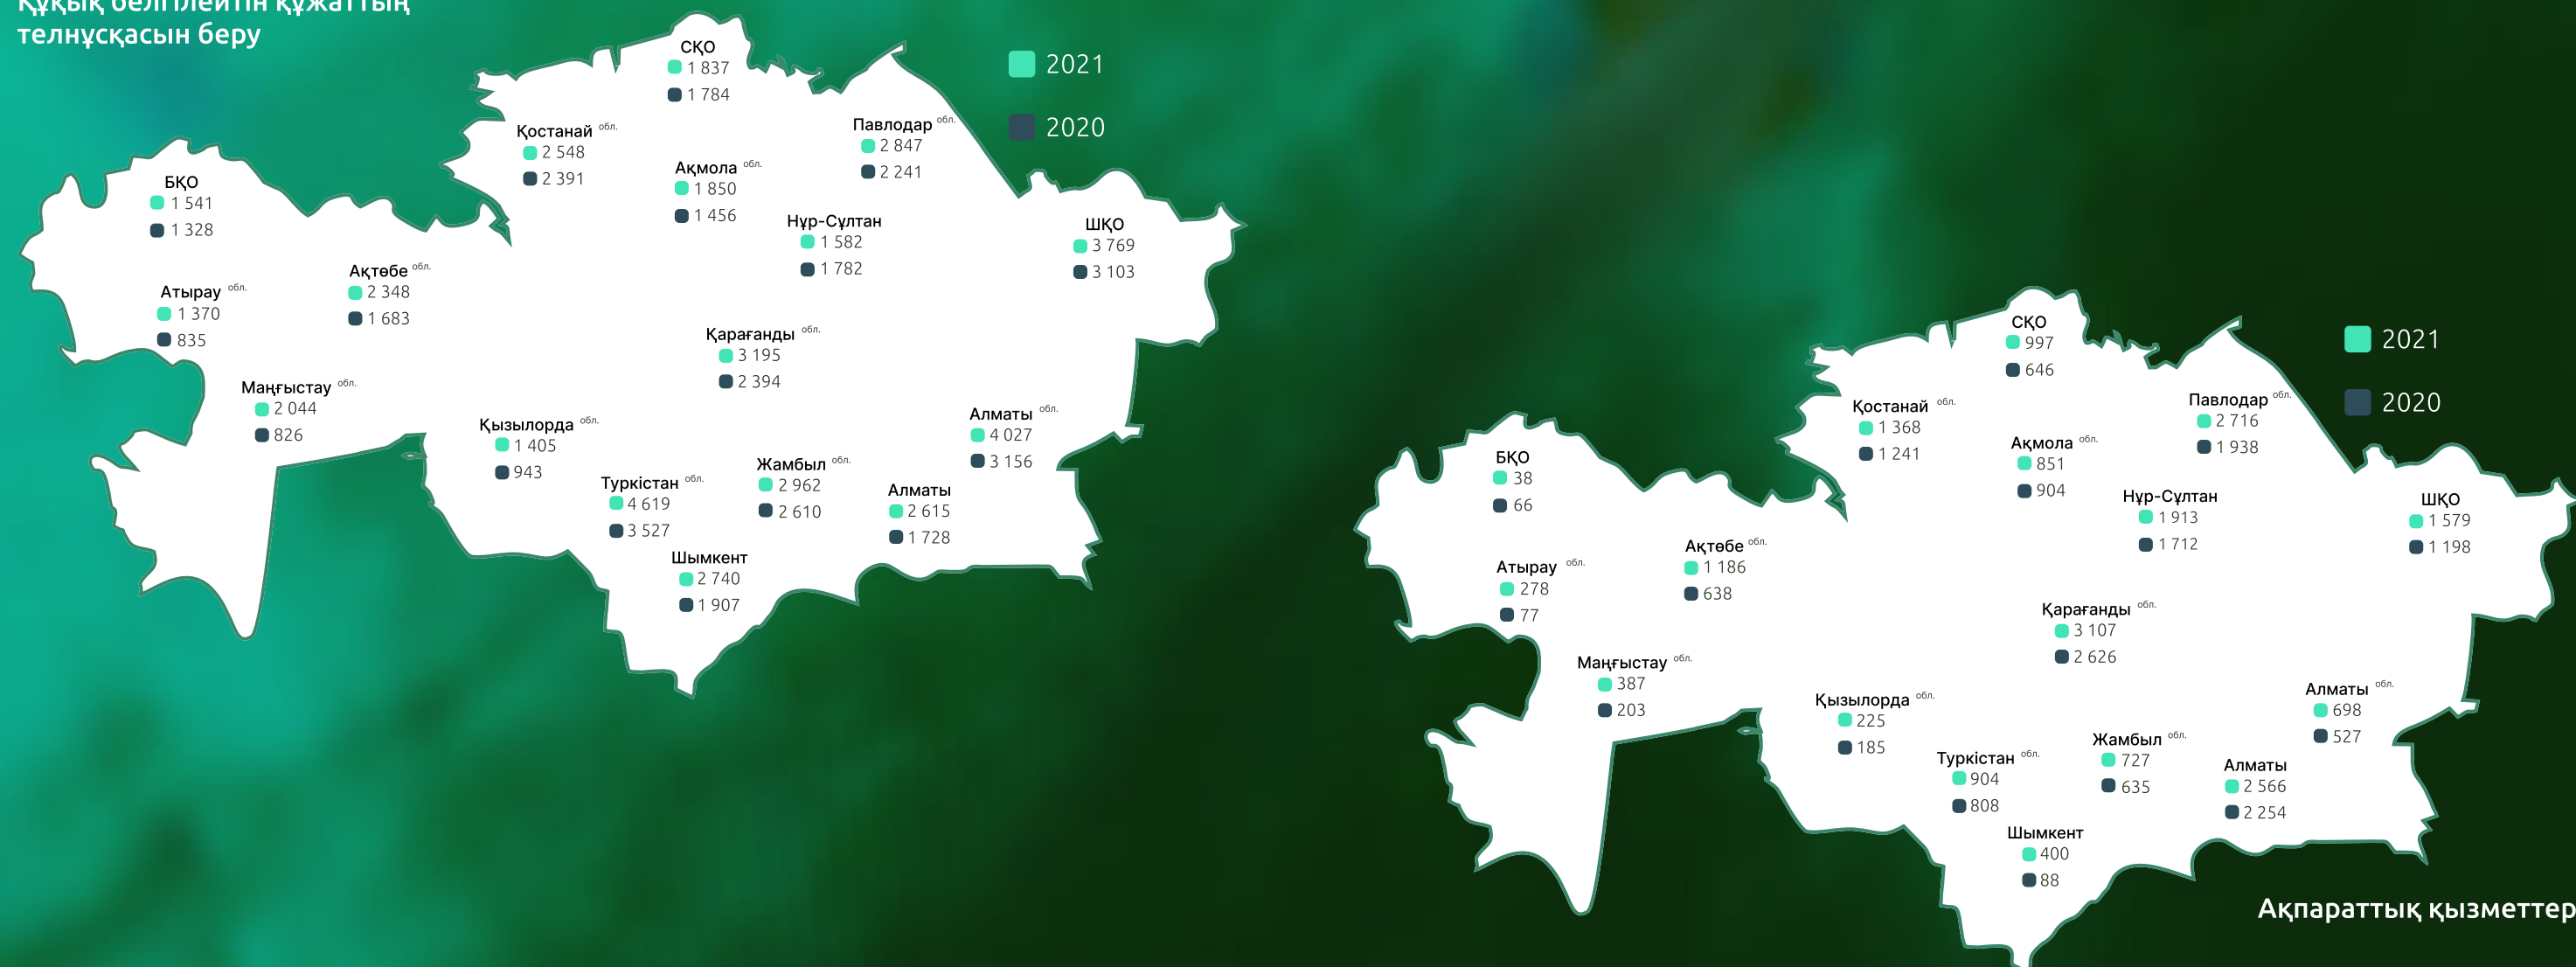 Құқық белгілейтін құжаттың
телнұсқасын беру
2021
2020
СҚО
1 837
1 784
Қостанай обл.
2 548
2 391
Павлодар обл.
2 847
2 241
Ақмола обл.
1 850
1 456
БҚО
1 541
1 328
Нұр-Сұлтан
1 582
1 782
ШҚО
3 769
3 103
Ақтөбе обл.
2 348
1 683
Атырау обл.
1 370
835
Қарағанды обл.
3 195
2 394
Маңғыстау обл.
2 044
826
Қызылорда обл.
1 405
943
Алматы обл.
4 027
3 156
Туркістан обл.
4 619
3 527
Жамбыл обл.
2 962
2 610
Алматы
2 615
1 728
Шымкент
2 740
1 907
2021
2020
СҚО
997
646
Қостанай обл.
1 368
1 241
Павлодар обл.
2 716
1 938
Ақмола обл.
851
904
БҚО
38
66
Нұр-Сұлтан
1 913
1 712
ШҚО
1 579
1 198
Ақтөбе обл.
1 186
638
Атырау обл.
278
77
Қарағанды обл.
3 107
2 626
Маңғыстау обл.
387
203
Қызылорда обл.
225
185
Алматы обл.
698
527
Туркістан обл.
904
808
Жамбыл обл.
727
635
Алматы
2 566
2 254
Шымкент
400
88
Ақпараттық қызметтер